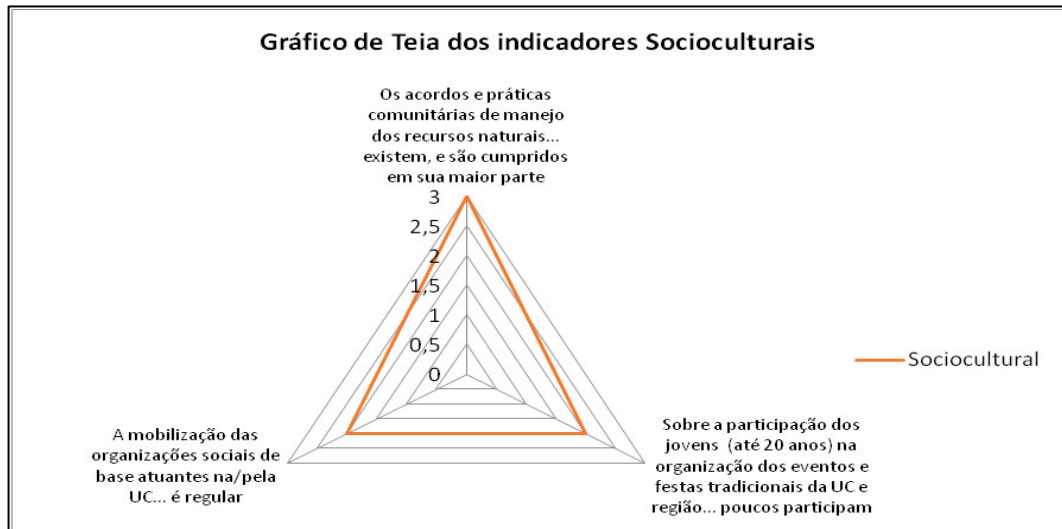 Gráfico de Teia dos indicadores Socioculturais
Os acordos e práticas
comunitárias de manejo
dos recursos naturais...
existem, e são cumpridos
em sua maior parte
3
2,5
2
1,5
1
0,5
0
Sociocultural
A mobilização das
organizações sociais de
base atuantes na/pela
UC... é regular
Sobre a participação dos
jovens (até 20 anos) na
organização dos eventos e
festas tradicionais da UC e
região... poucos participam